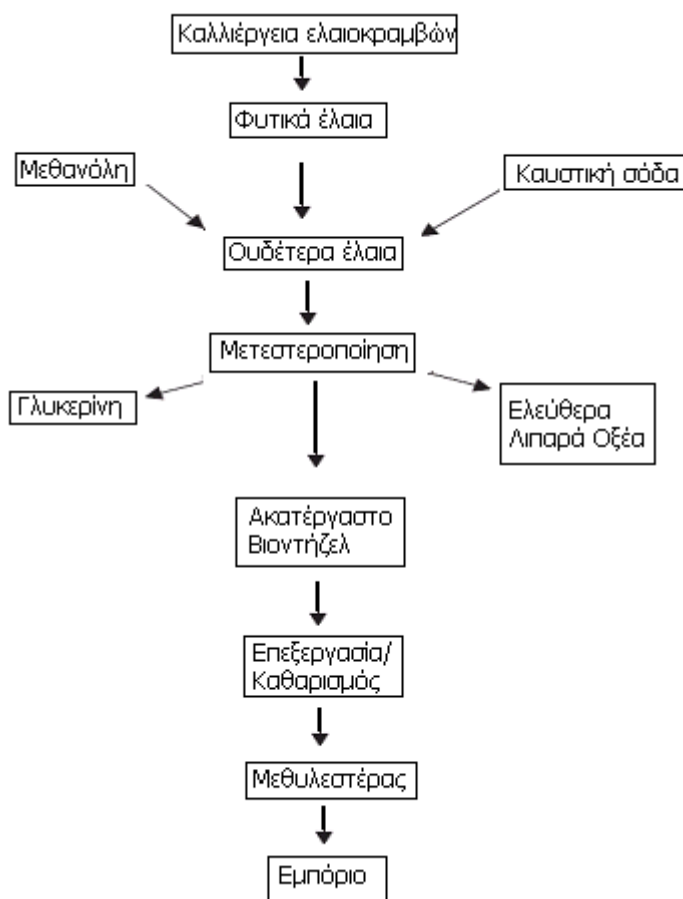 Καλλιέργεια ελαιοκραμβών
Φυτικά έλαια
Μεθανόλη
Καυστική σόδα
Ουδέτερα έλαια
Μετεστεροποίηση
Γλυκερίνη
Ελεύθερα
Λιπαρά Οξέα
Ακατέργαστο
Βιοντήζελ
Επεξεργασία/
Καθαρισμός
Μεθυλεστέρας
Εμπόριο